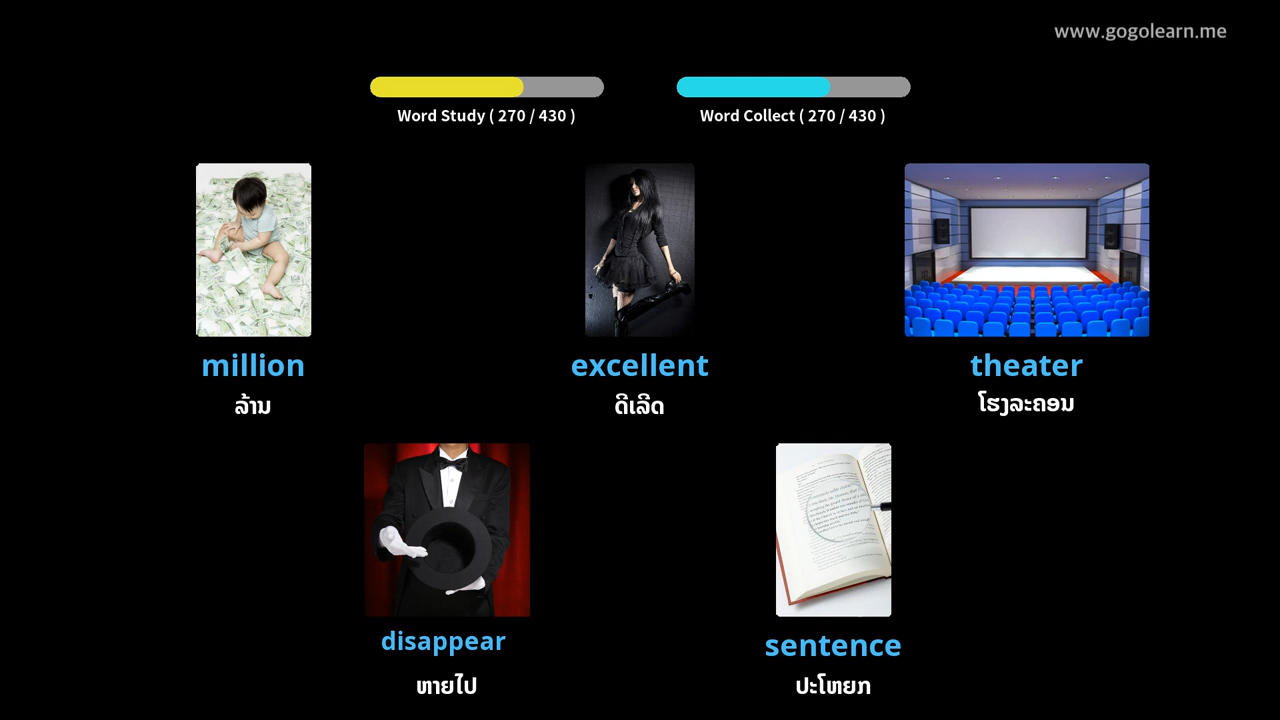 www.gogolearn.me
Word Study ( 270 / 430 )
Word Collect ( 270 / 430 )
million
excellent
theater
ລ້ານ
ດີເລີດ
ໂຮງລະຄອນ
disappear
sentence
ຫາຍໄປ
ປະໂຫຍກ